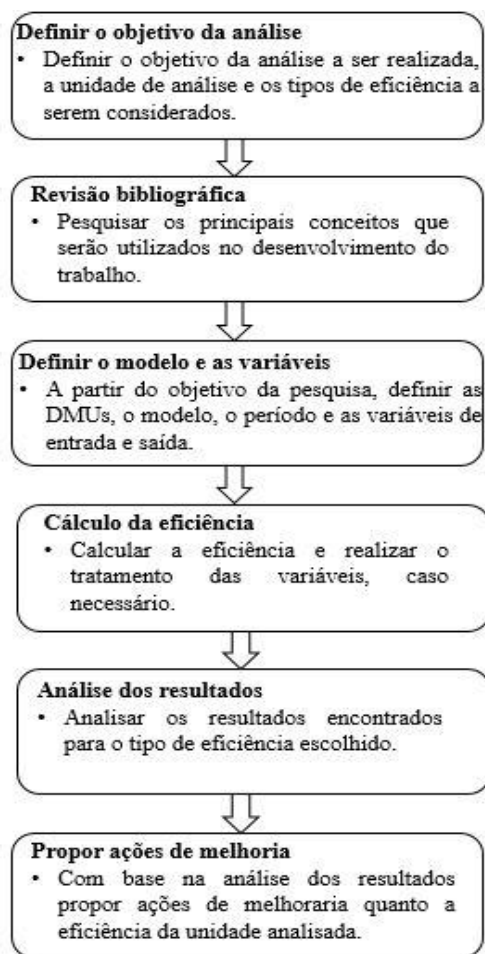 Definir o objetivo da análise
• Definir o objetivo da análise a ser realizada,
a unidade de análise e os tipos de eficiência a
serem considerados.
Revisão bibliográfica
• Pesquisar os principais conceitos que
serão utilizados no desenvolvimento do
trabalho.
Definir o modelo e as variáveis
• A partir do objetivo da pesquisa, definir as
DMUs, o modelo, o período e as variáveis de
entrada e saída.
Cálculo da eficiência
• Calcular a eficiência e realizar o
tratamento das variáveis, caso
necessário.
Análise dos resultados
• Analisar os resultados encontrados
para o tipo de eficiência escolhido.
Propor ações de melhoria
• Com base na análise dos resultados
propor ações de melhoraria quanto a
eficiência da unidade analisada.